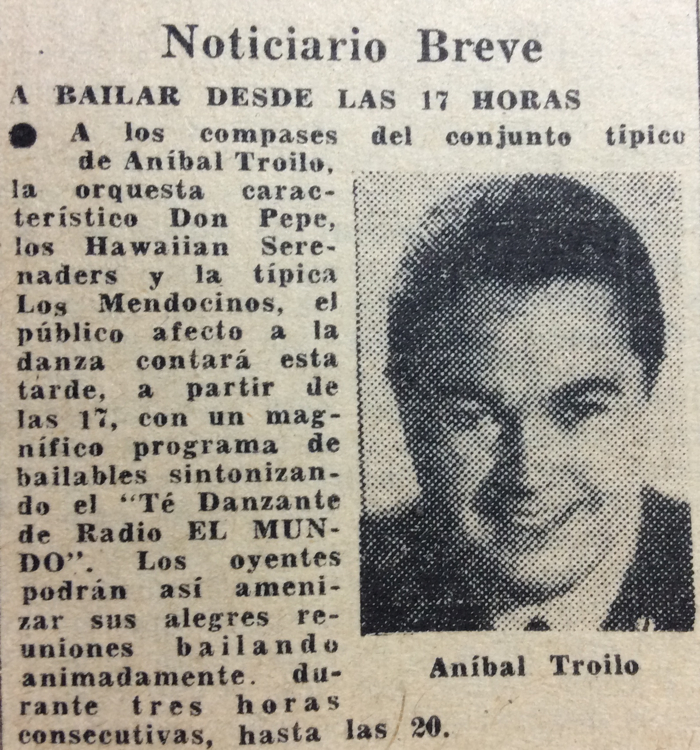 Noticiario Breve
A BAILAR DESDE LAS 17 HORAS
● A los compases del conjunto típico
de Aníbal Troilo,
la orquesta carac-
terístico Don Pepe,
los Hawaiian Sere-
naders y la típica
Los Mendocinos, el
público afecto a la
danza contará esta
tarde, a partir de
las 17, con un mag-
nífico programa de
bailables sintonizan-
do el "Té Danzante
de Radio EL MUN-
DO". Los oyentes
podrán así ameni-
zar sus alegres re-
uniones bailando
animadamente. du-
rante tres horas
consecutivas, hasta las 20.
Aníbal Troilo